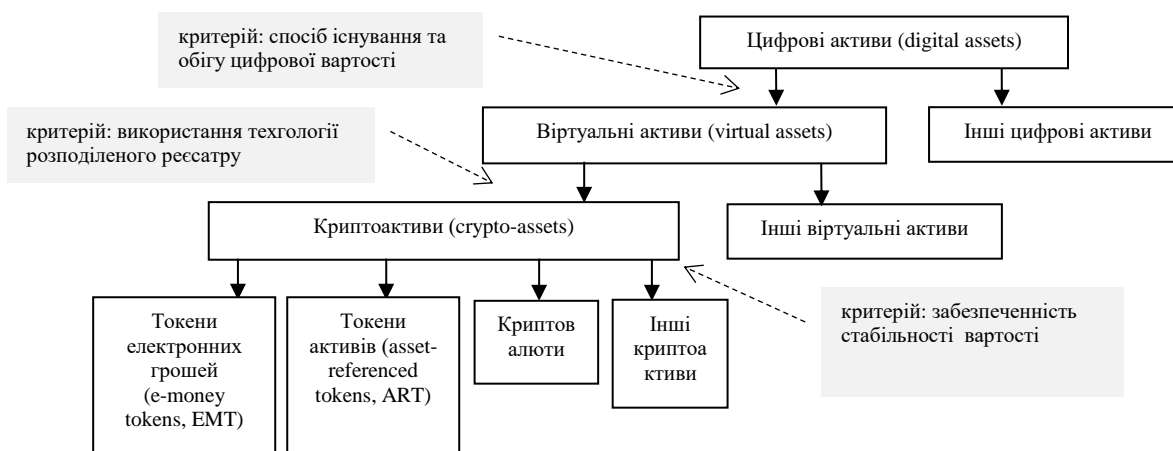 критерій: спосіб існування та
обігу цифрової вартості
Цифрові активи (digital assets)
критерій: використання техгології
розподіленого реєсатру
Віртуальні активи (virtual assets)
Інші цифрові активи
Криптоактиви (crypto-assets)
Інші віртуальні активи
Токени
електронних
грошей
(e-money
tokens, EMT)
Токени
активів (asset-
referenced
tokens, ART)
Криптов
алюти
Інші
криптоа
ктиви
критерій: забезпеченність
стабільності вартості